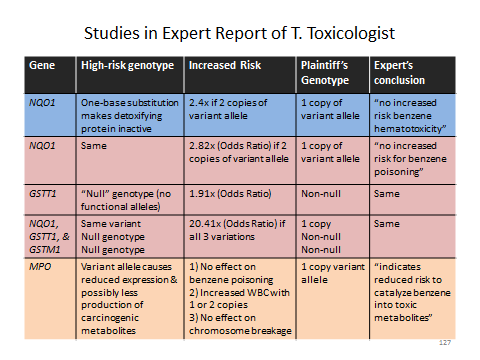 Studies in Expert Report of T. Toxicologist
Gene High-risk genotype Increased Risk Plaintiff's Genotype Expert's conclusion
NQO1 One-base substitution makes detoxifying protein inactive 2.4x if 2 copies of variant allele 1 copy of variant allele "no increased risk benzene hematotoxicity"
NQO1 Same 2.82x (Odds Ratio) if 2 copies of variant allele 1 copy of variant allele "no increased risk for benzene poisoning"
GSTT1 "Null" genotype (no functional alleles) 1.91x (Odds Ratio) Non-null Same
NQO1, GSTT1, & GSTM1 Same variant Null genotype Null genotype 20.41x (Odds Ratio) if all 3 variations 1 copy Non-null Non-null Same
MPO Variant allele causes reduced expression & possibly less production of carcinogenic metabolites 1) No effect on benzene poisoning 2) Increased WBC with 1 or 2 copies 3) No effect on chromosome breakage 1 copy variant allele "indicates reduced risk to catalyze benzene into toxic metabolites"
127